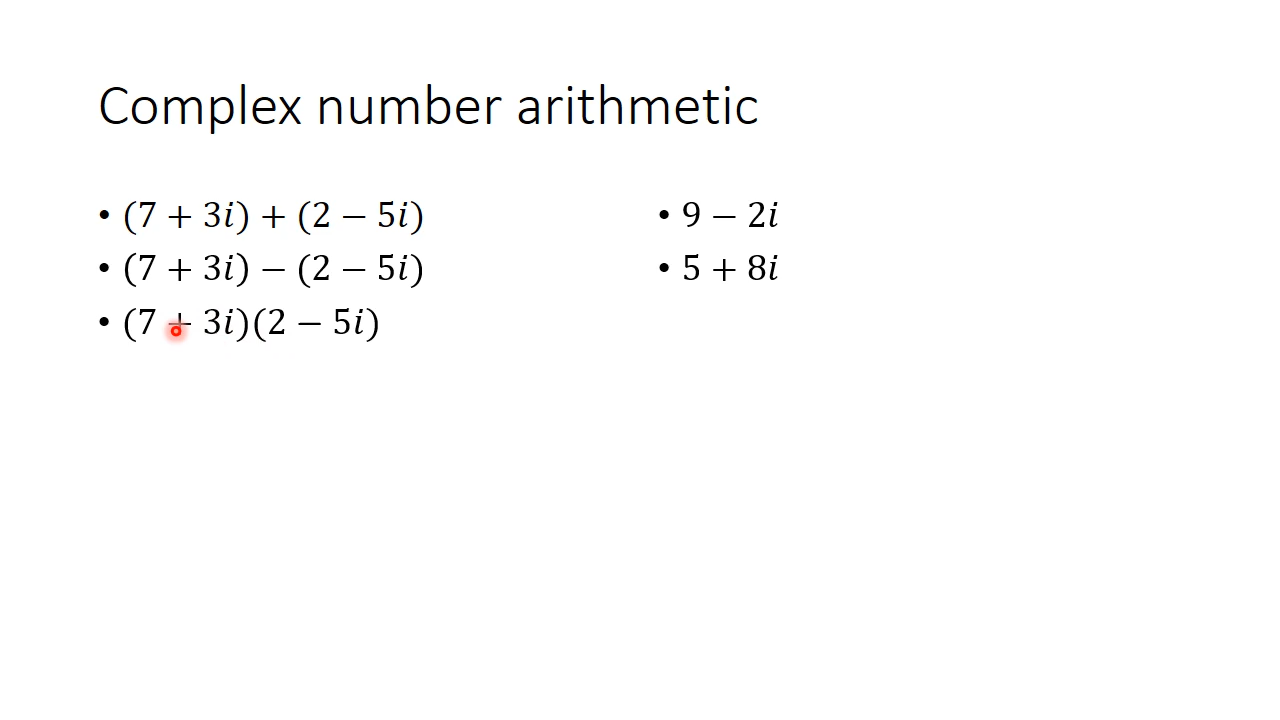 Complex number arithmetic
• (7 + 3i) + (2 − 5i)
• (7 + 3i) − (2 − 5i)
• (7 + 3i)(2 − 5i)
• 9 − 2i
• 5 + 8i